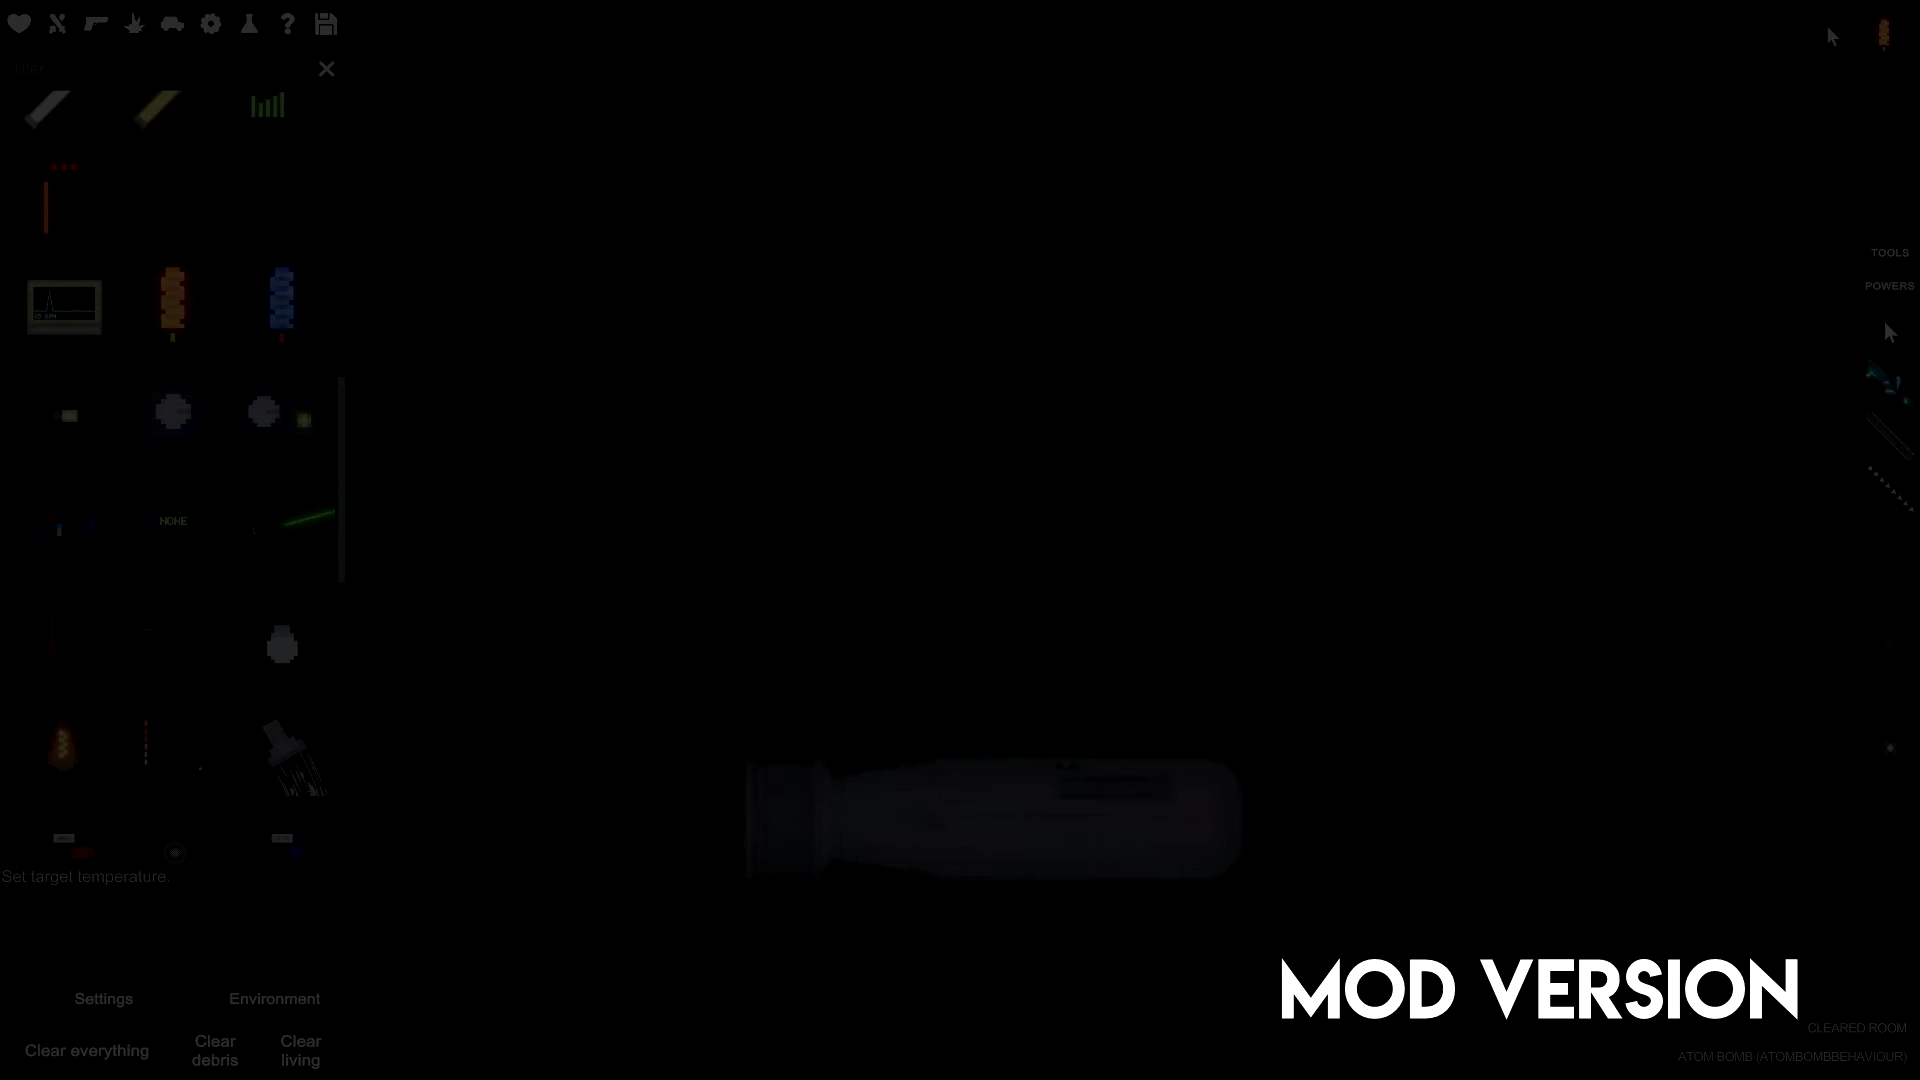 filter
TOOLS
POWERS
NONE
Set target temperature.
MOD VERSION
Settings
Environment
CLEARED ROOM
Clear everything
Clear
debris
Clear
living
ATOM BOMB (ATOMBOMBBEHAVIOUR)